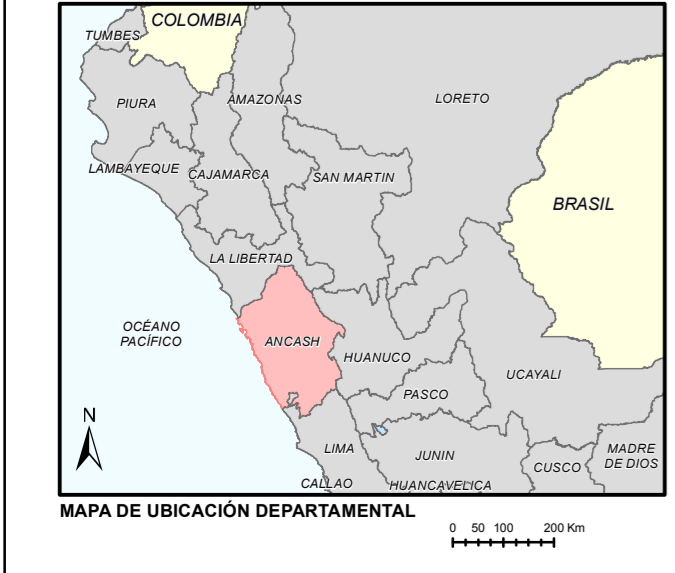 COLOMBIA
TUMBES
PIURA
AMAZONAS
LORETO
LAMBAYEQUE
CAJAMARCA
SAN MARTIN
BRASIL
LA LIBERTAD
OCÉANO
PACÍFICO
ANCASH
HUANUCO
UCAYALI
PASCO
N
LIMA
JUNIN
MADRE
DE DIOS
CUSCO
CALLAO
HUANCAVELICA
MAPA DE UBICACIÓN DEPARTAMENTAL
0 50 100 200 Km